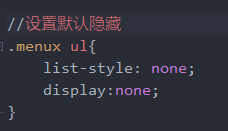 //设置默认隐藏
.menux ul{
    list-style: none;
    display:none;
}